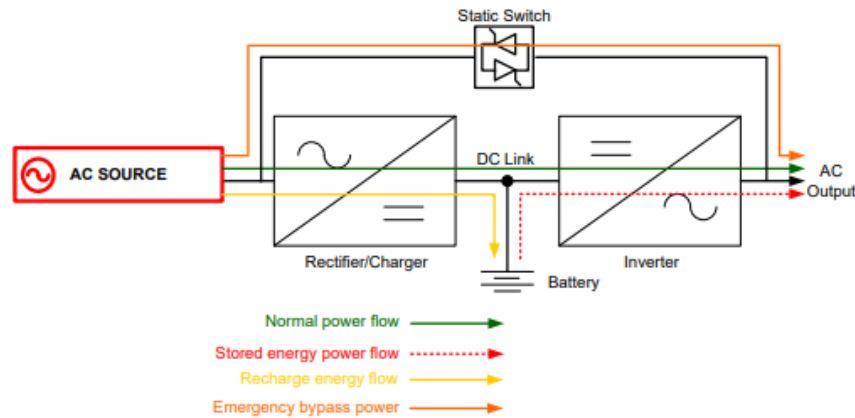 Static Switch
AC SOURCE
DC Link
AC
Output
Rectifier/Charger
Inverter
Battery
Normal power flow
Stored energy power flow
Recharge energy flow
Emergency bypass power